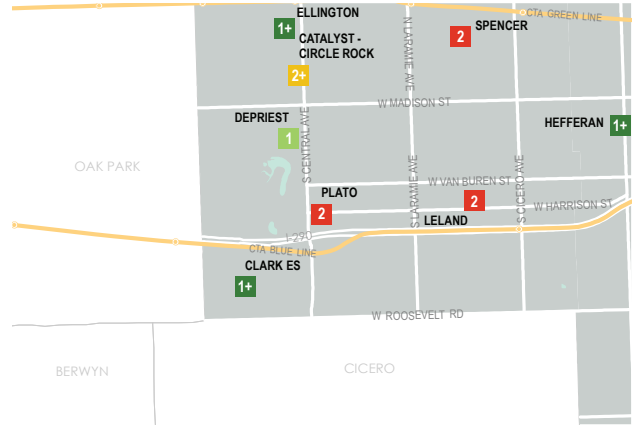 ELLINGTON
1+
CATALYST -
CIRCLE ROCK
2+
N LARAMIE AVE
SPENCER
2
CTA GREEN LINE
W MADISON ST
DEPRIEST
1
S CENTRAL AVE
HEFFERAN
1+
OAK PARK
PLATO
2
S LARAMIE AVE
W VAN BUREN ST
2
LELAND
S CICERO AVE
W HARRISON ST
I-290
CTA BLUE LINE
CLARK ES
1+
W ROOSEVELT RD
BERWYN
CICERO